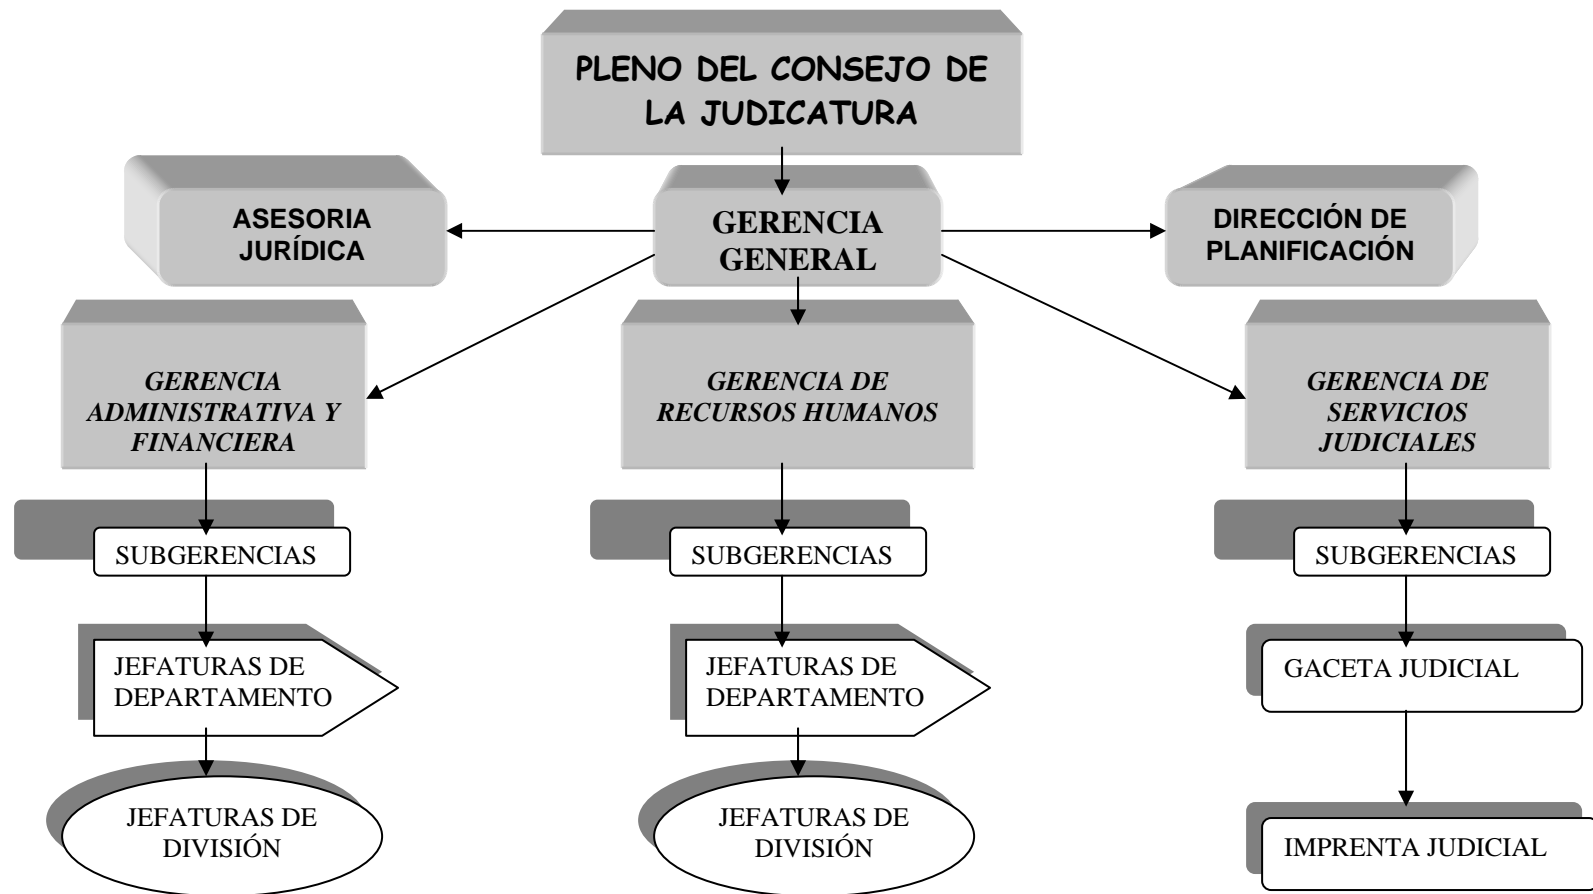 PLENO DEL CONSEJO DE
LA JUDICATURA
ASESORIA
JURÍDICA
GERENCIA
GENERAL
DIRECCIÓN DE
PLANIFICACIÓN
GERENCIA
ADMINISTRATIVA Y
FINANCIERA
GERENCIA DE
RECURSOS HUMANOS
GERENCIA DE
SERVICIOS
JUDICIALES
SUBGERENCIAS
SUBGERENCIAS
SUBGERENCIAS
JEFATURAS DE
DEPARTAMENTO
JEFATURAS DE
DEPARTAMENTO
GACETA JUDICIAL
JEFATURAS DE
DIVISIÓN
JEFATURAS DE
DIVISIÓN
IMPRENTA JUDICIAL